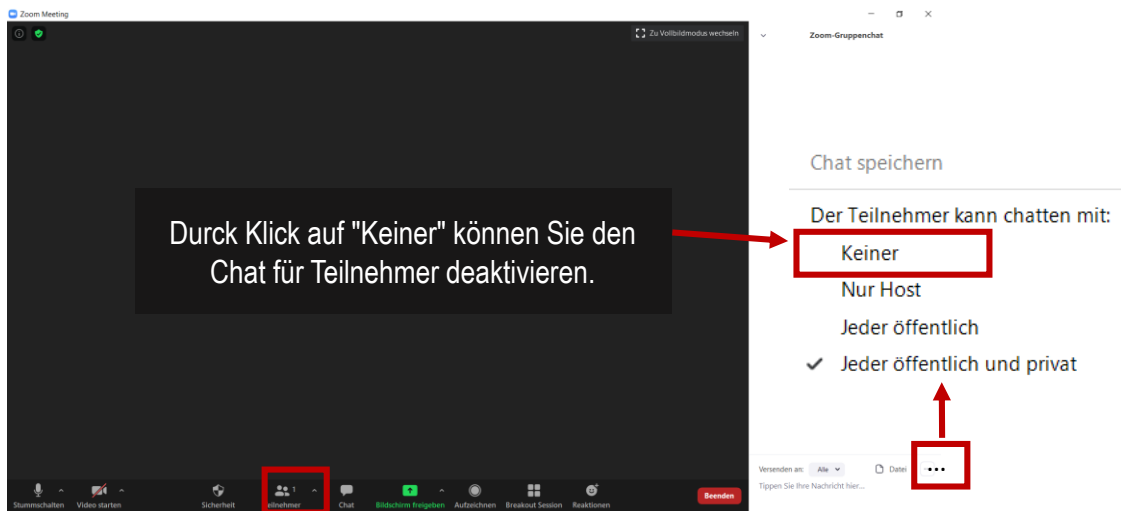 Zoom Meeting
Zu Vollbildmodus wechseln
Zoom-Gruppenchat
Chat speichern
Der Teilnehmer kann chatten mit:
Keiner
Nur Host
Jeder öffentlich
Jeder öffentlich und privat
Durck Klick auf "Keiner" können Sie den
Chat für Teilnehmer deaktivieren.
Versenden an: Alle Datei ...
Tippen Sie Ihre Nachricht hier...
1
Stummschalten Video starten Sicherheit Teilnehmer Chat Bildschirm freigeben Aufzeichnen Breakout Session Reaktionen Beenden